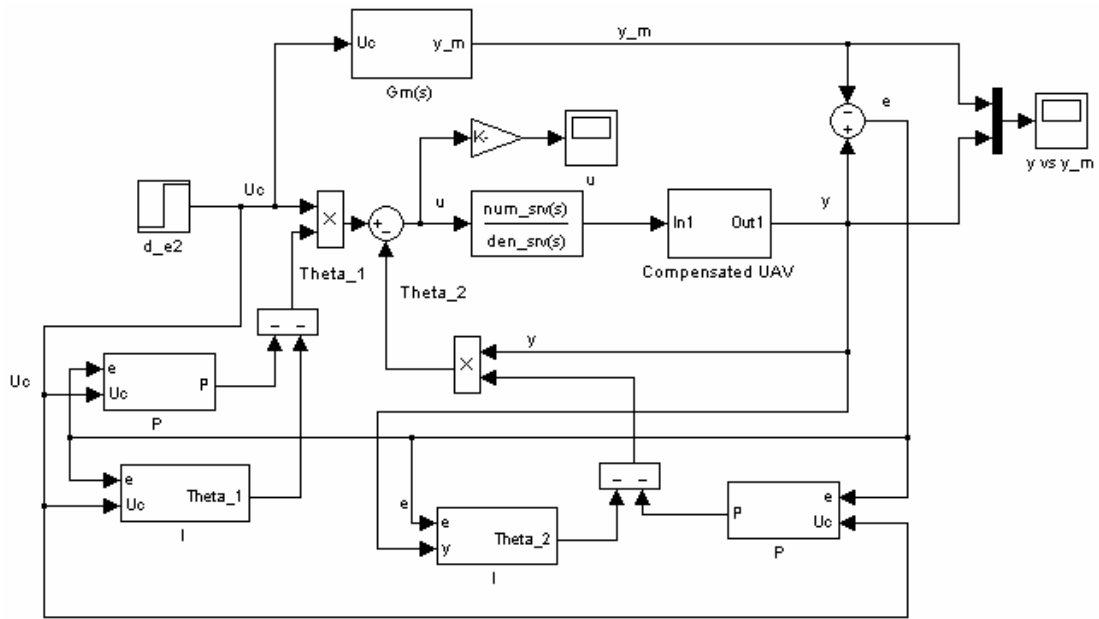 Uc y_m
Gm(s)
y_m
e
y vs y_m
K-
u
Uc
d_e2
×
Theta_1
+
-
u
num_srv(s)
den_srv(s)
In1 Out1
Compensated UAV
y
-
+
Theta_2
- -
×
y
Uc
e
Uc
P
P
e
Uc
Theta_1
I
e
e
y
Theta_2
I
- -
e
Uc
P
P